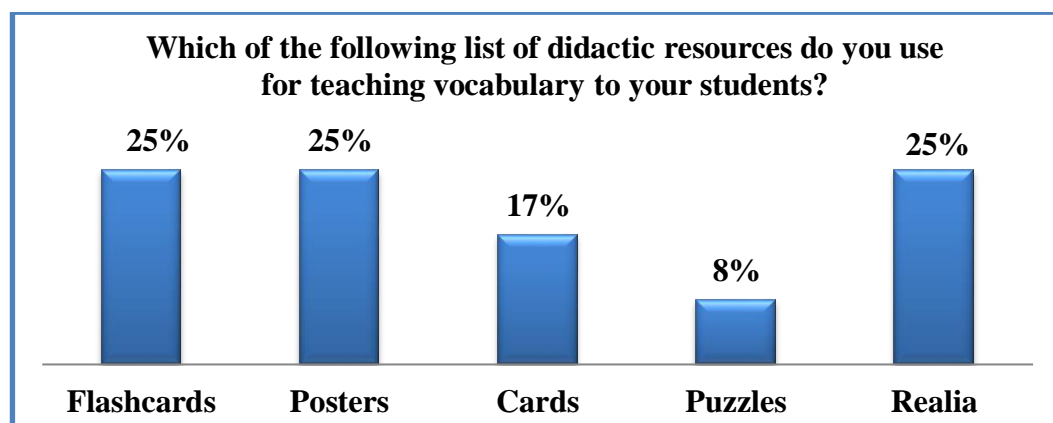 Which of the following list of didactic resources do you use
for teaching vocabulary to your students?
25% 25% 17% 8% 25%
Flashcards Posters Cards Puzzles Realia